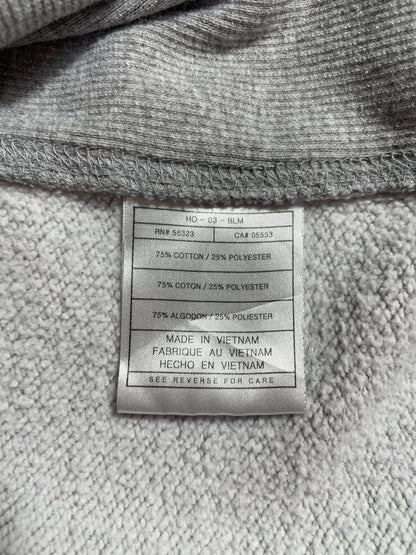 HO - 03 - BLM
RN# 56323 CA# 05553
75% COTTON / 25% POLYESTER
75% COTON / 25% POLYESTER
75% ALGODON / 25% POLIESTER
MADE IN VIETNAM
FABRIQUE AU VIETNAM
HECHO EN VIETNAM
SEE REVERSE FOR CARE